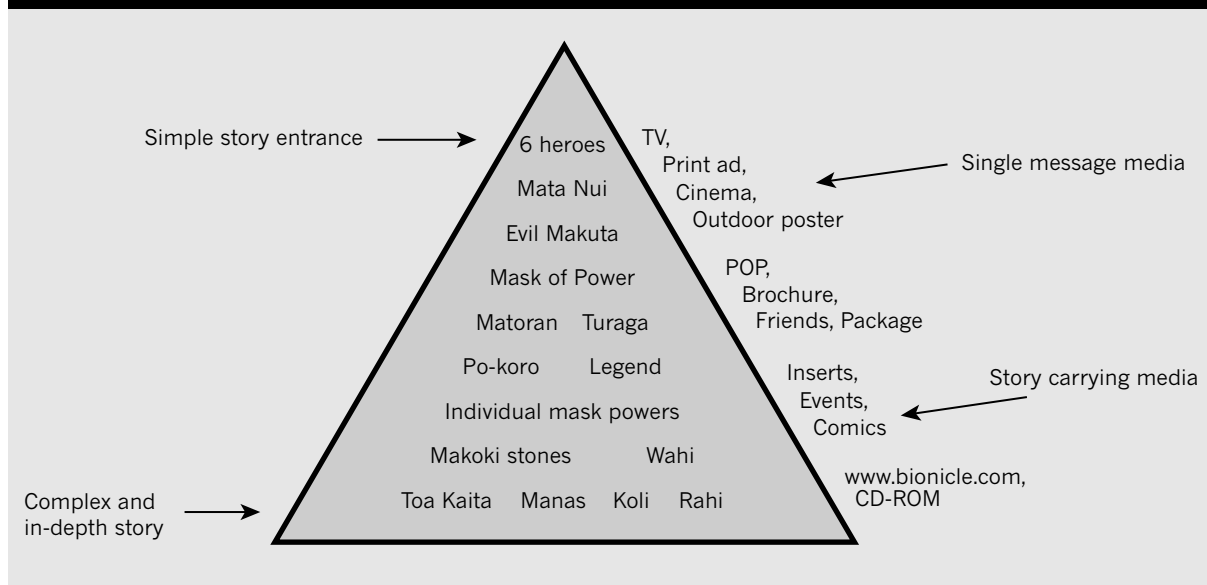 Simple story entrance
6 heroes
TV,
Print ad,
Cinema,
Outdoor poster
Single message media
Mata Nui
Evil Makuta
Mask of Power
POP,
Brochure,
Friends, Package
Matoran Turaga
Po-koro Legend
Inserts,
Events,
Comics
Story carrying media
Individual mask powers
Makoki stones Wahi
www.bionicle.com,
CD-ROM
Toa Kaita Manas Koli Rahi
Complex and
in-depth story